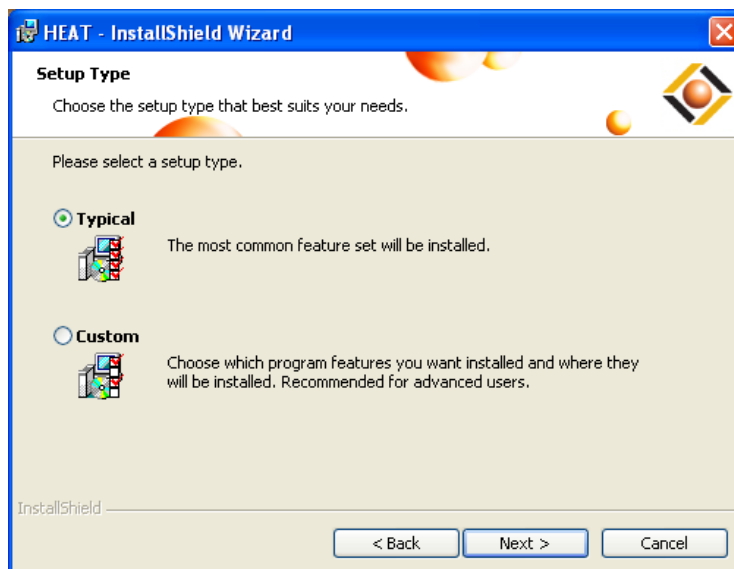 HEAT - InstallShield Wizard
Setup Type
Choose the setup type that best suits your needs.
Please select a setup type.
Typical
The most common feature set will be installed.
Custom
Choose which program features you want installed and where they
will be installed. Recommended for advanced users.
InstallShield
< Back Next > Cancel